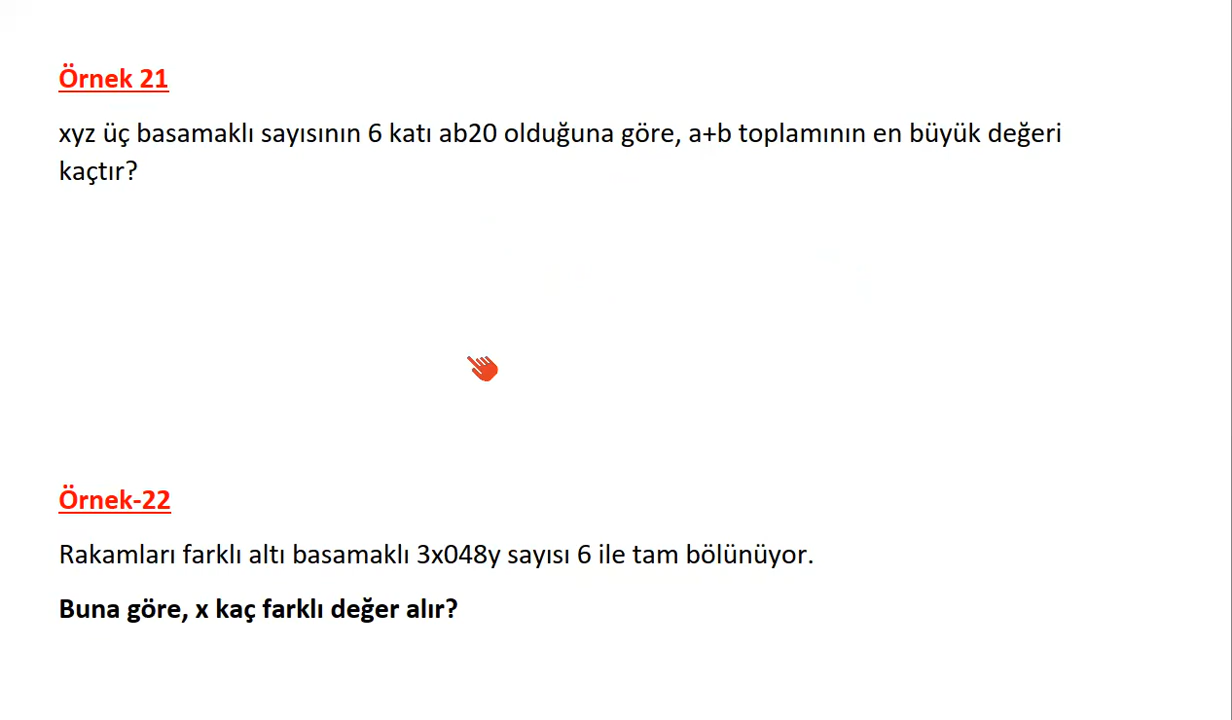 Örnek 21
xyz üç basamaklı sayısının 6 katı ab20 olduğuna göre, a+b toplamının en büyük değeri
kaçtır?
Örnek-22
Rakamları farklı altı basamaklı 3x048y sayısı 6 ile tam bölünüyor.
Buna göre, x kaç farklı değer alır?